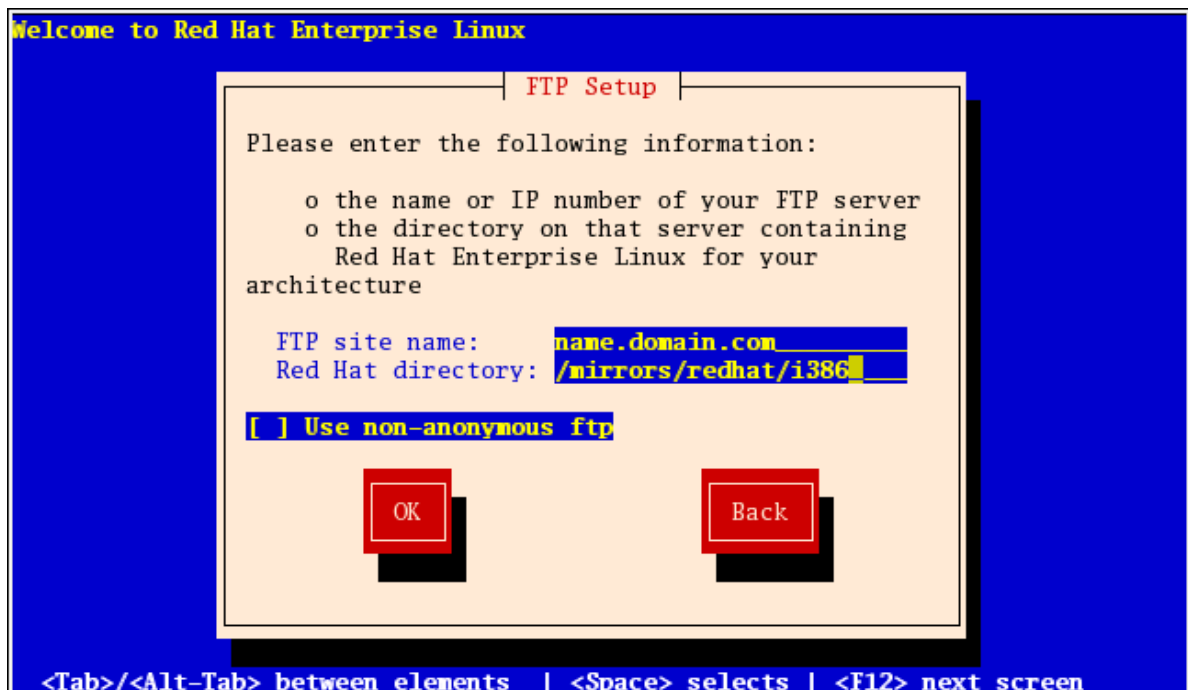 Welcome to Red Hat Enterprise Linux
FTP Setup
Please enter the following information:
o the name or IP number of your FTP server
o the directory on that server containing
Red Hat Enterprise Linux for your
architecture
FTP site name: name.domain.com_________
Red Hat directory: /mirrors/redhat/i386____
[ ] Use non-anonymous ftp
OK Back
<Tab>/<Alt-Tab> between elements | <Space> selects | <F12> next screen